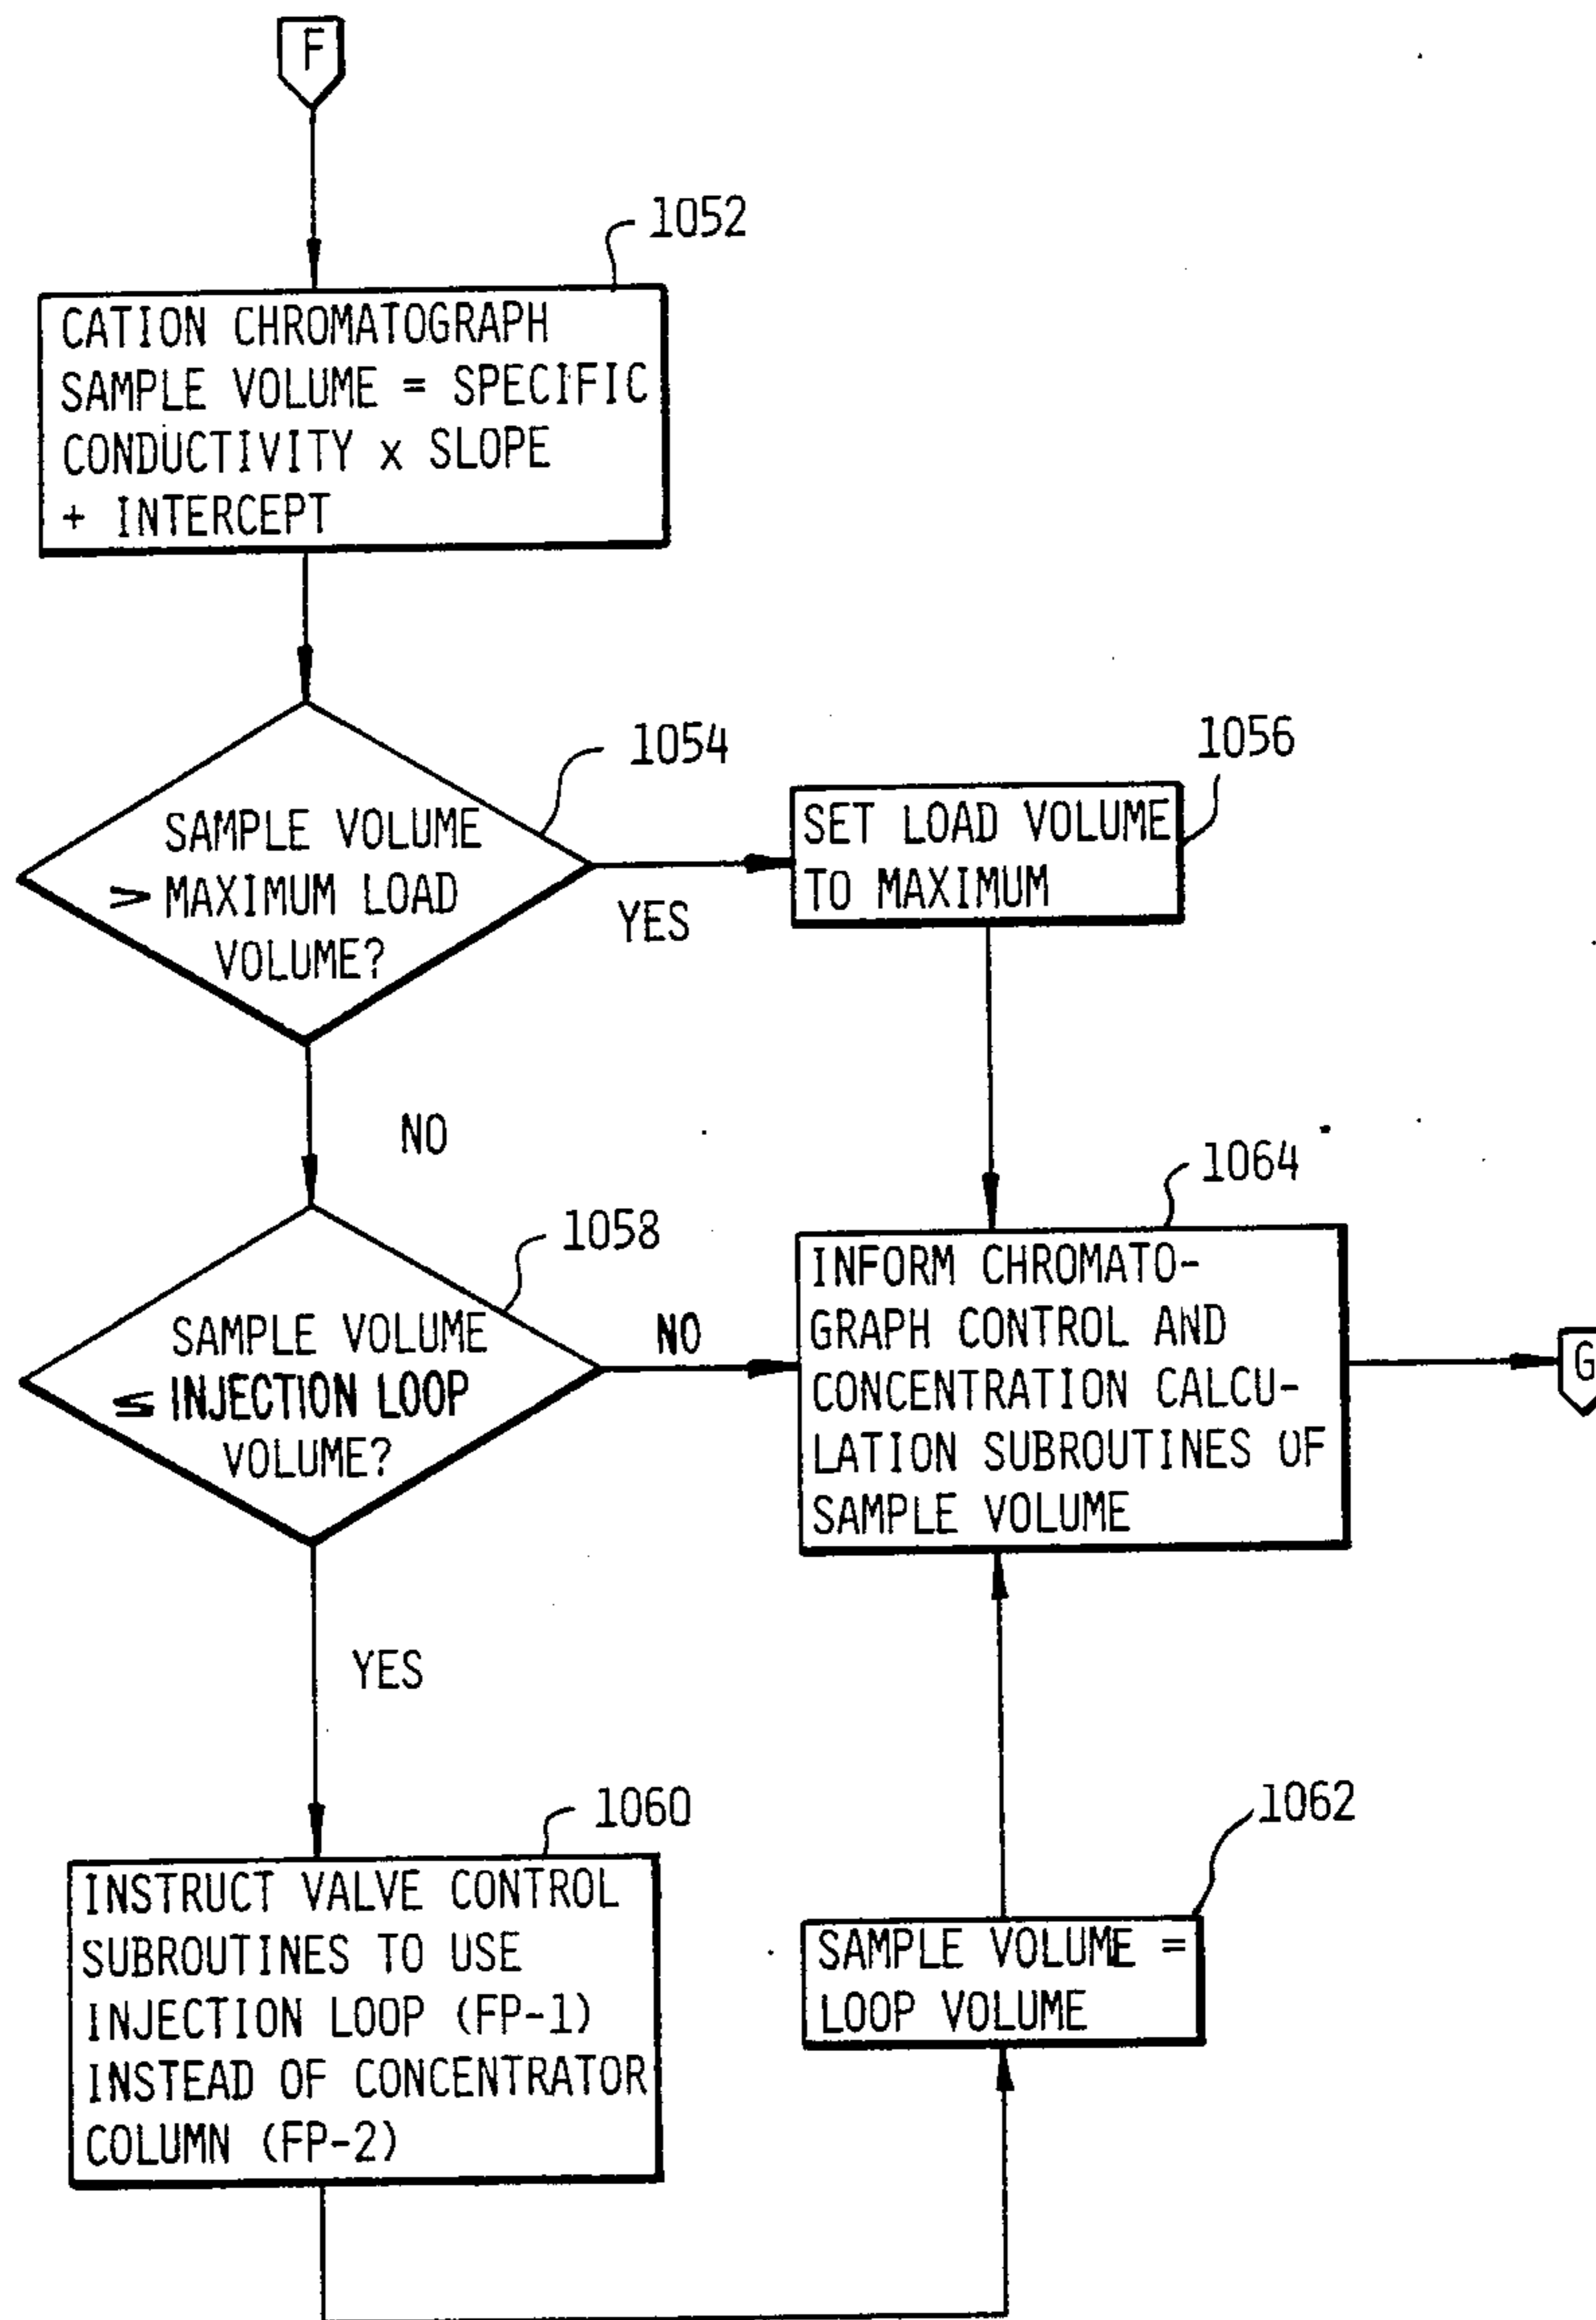 F
1052
CATION CHROMATOGRAPH
SAMPLE VOLUME = SPECIFIC
CONDUCTIVITY x SLOPE
+ INTERCEPT
1054
SAMPLE VOLUME
> MAXIMUM LOAD
VOLUME?
YES
1056
SET LOAD VOLUME
TO MAXIMUM
NO
1058
SAMPLE VOLUME
≤ INJECTION LOOP
VOLUME?
NO
1064
INFORM CHROMATO-
GRAPH CONTROL AND
CONCENTRATION CALCU-
LATION SUBROUTINES OF
SAMPLE VOLUME
G
YES
1060
INSTRUCT VALVE CONTROL
SUBROUTINES TO USE
INJECTION LOOP (FP-1)
INSTEAD OF CONCENTRATOR
COLUMN (FP-2)
1062
SAMPLE VOLUME =
LOOP VOLUME